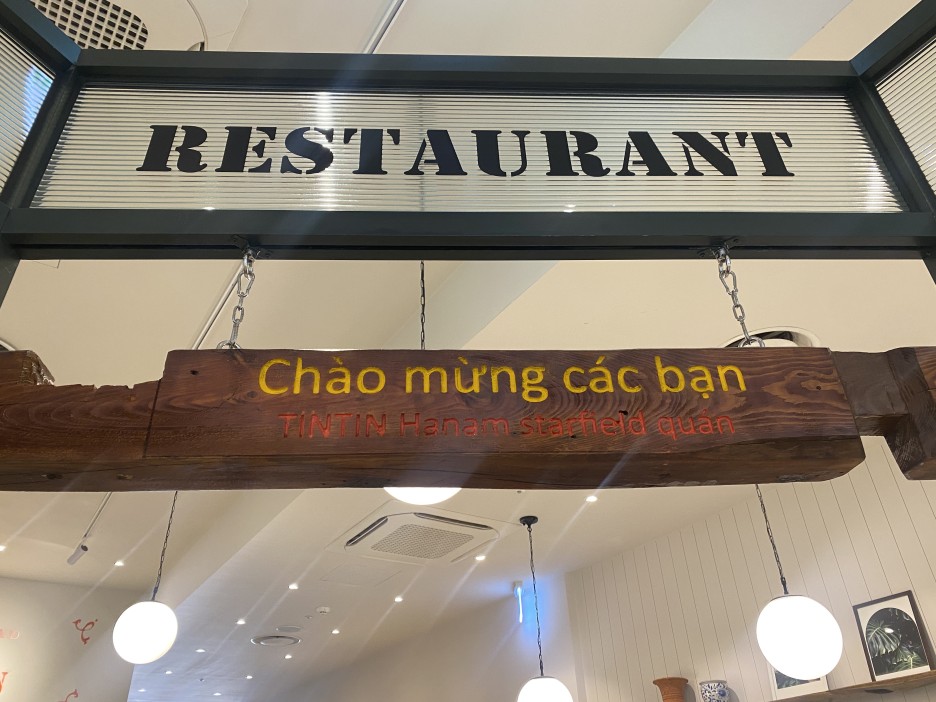 RESTAURANT
Chào mừng các bạn
TINTIN Hanam starfield quán